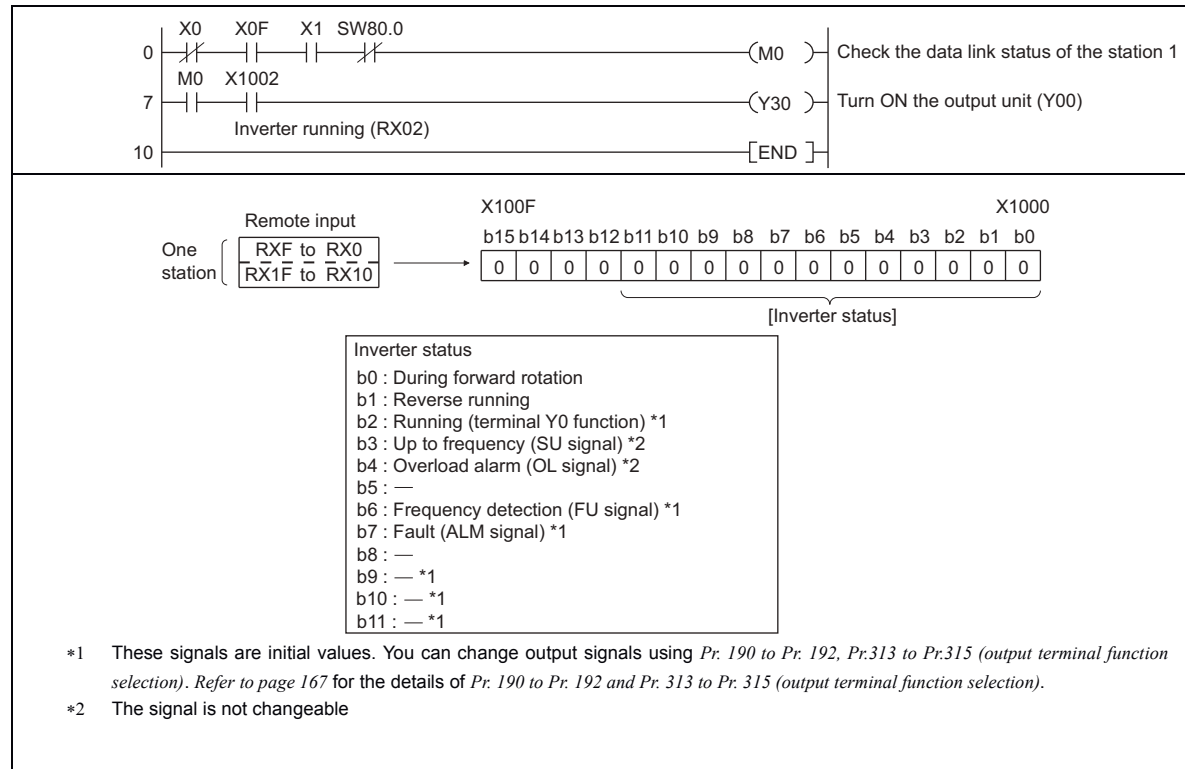 X0 X0F X1 SW80.0
0 M0 Check the data link status of the station 1
M0 X1002
7 Y30 Turn ON the output unit (Y00)
Inverter running (RX02)
10 END
X100F X1000
Remote input
b15 b14 b13 b12 b11 b10 b9 b8 b7 b6 b5 b4 b3 b2 b1 b0
One station
RXF to RX0
RX1F to RX10
0 0 0 0 0 0 0 0 0 0 0 0 0 0 0 0
[Inverter status]
Inverter status
b0 : During forward rotation
b1 : Reverse running
b2 : Running (terminal Y0 function) *1
b3 : Up to frequency (SU signal) *2
b4 : Overload alarm (OL signal) *2
b5 : —
b6 : Frequency detection (FU signal) *1
b7 : Fault (ALM signal) *1
b8 : —
b9 : — *1
b10 : — *1
b11 : — *1
*1 These signals are initial values. You can change output signals using Pr. 190 to Pr. 192, Pr.313 to Pr.315 (output terminal function
selection). Refer to page 167 for the details of Pr. 190 to Pr. 192 and Pr. 313 to Pr. 315 (output terminal function selection).
*2 The signal is not changeable